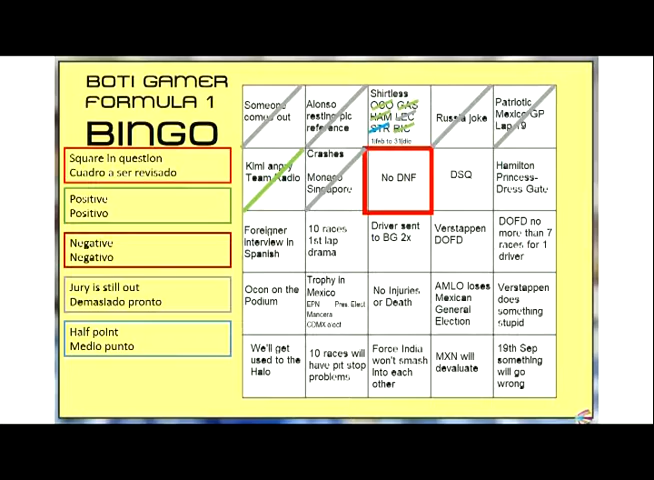 BOTI GAMER
FORMULA 1
BINGO
Square in question
Cuadro a ser revisado
Positive
Positivo
Negative
Negativo
Jury is still out
Demasiado pronto
Half point
Medio punto
Someone
comes out
Alonso
resting pic
reference
Shirtless
OCO GAS
HAM LEC
STR RIC
Russia joke
Patriotic
Mexico GP
Lap 19
Kimi angry
Team Radio
Crashes
Monaco
Singapore
No DNF
DSQ
Hamilton
Princess-
Dress Gate
Foreigner
Interview in
Spanish
10 races
1st lap
drama
Driver sent
to BG 2x
Verstappen
DOFD
DOFD no
more than 7
races for 1
driver
Ocon on the
Podium
Trophy in
Mexico
EPN Pres. Elect
Mancera
CDMX elect
No Injuries
or Death
AMLO loses
Mexican
General
Election
Verstappen
does
something
stupid
We'll get
used to the
Halo
10 races will
have pit stop
problems
Force India
won't smash
into each
other
MXN will
devaluate
19th Sep
something
will go
wrong